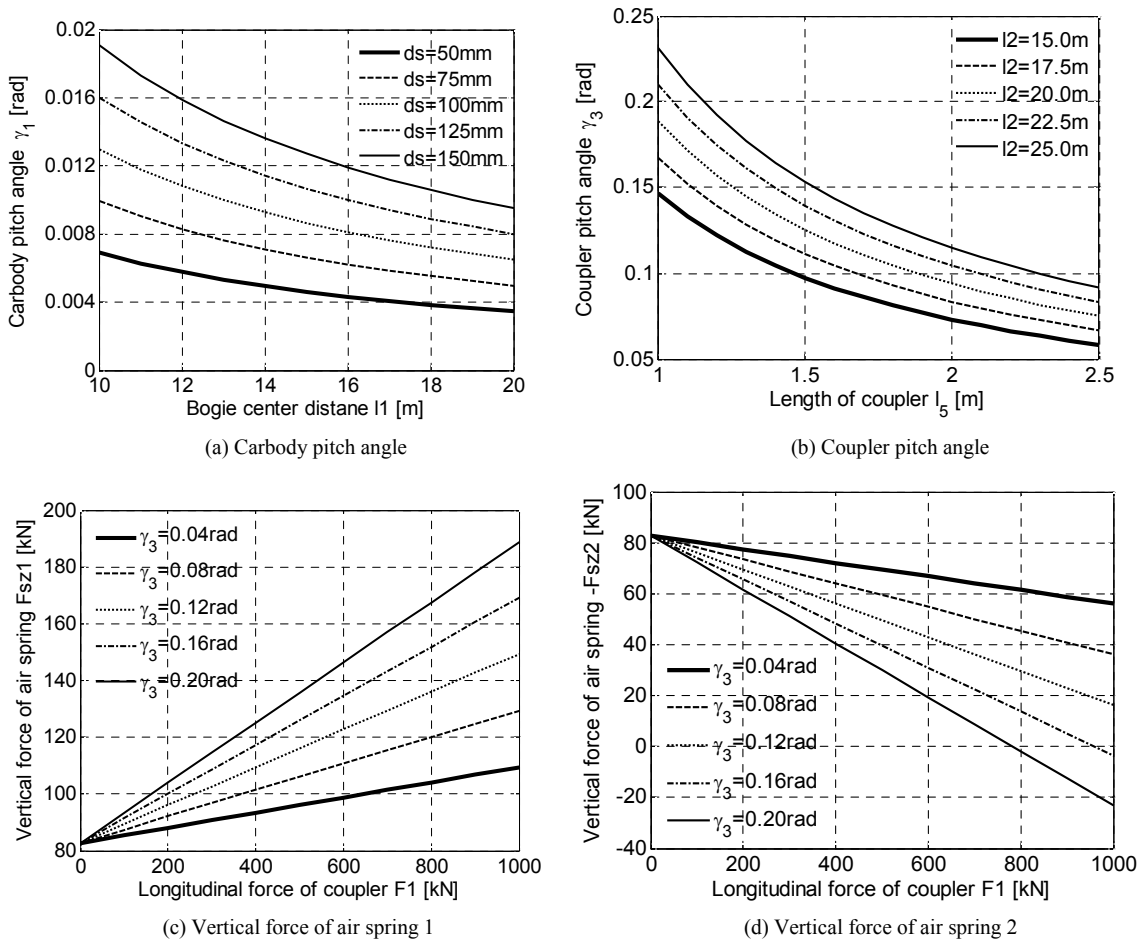 0.02
0.016
0.012
0.008
0.004
0
Carbody pitch angle γ1 [rad]
ds=50mm
ds=75mm
ds=100mm
ds=125mm
ds=150mm
10 12 14 16 18 20
Bogie center distane l1 [m]
(a) Carbody pitch angle
0.25
0.2
0.15
0.1
0.05
Coupler pitch angle γ3 [rad]
l2=15.0m
l2=17.5m
l2=20.0m
l2=22.5m
l2=25.0m
1 1.5 2 2.5
Length of coupler l5 [m]
(b) Coupler pitch angle
200
180
160
140
120
100
80
Vertical force of air spring Fsz1 [kN]
γ3=0.04rad
γ3=0.08rad
γ3=0.12rad
γ3=0.16rad
γ3=0.20rad
0 200 400 600 800 1000
Longitudinal force of coupler F1 [kN]
(c) Vertical force of air spring 1
100
80
60
40
20
0
-20
-40
Vertical force of air spring -Fsz2 [kN]
γ3=0.04rad
γ3=0.08rad
γ3=0.12rad
γ3=0.16rad
γ3=0.20rad
0 200 400 600 800 1000
Longitudinal force of coupler F1 [kN]
(d) Vertical force of air spring 2